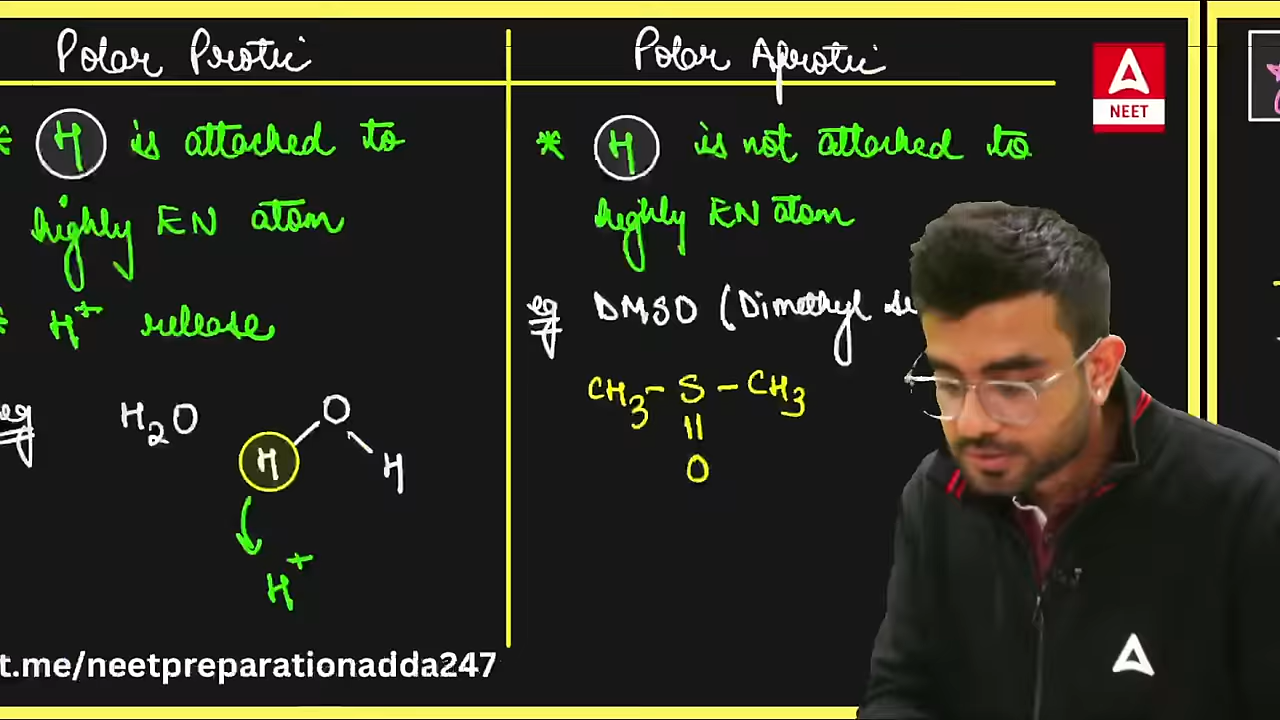 Polar Protic
* H is attached to
highly EN atom
* H+ release
eg H2O
H
O
H
H+
Polar Aprotic
* H is not attached to
highly EN atom
eg DMSO (Dimethyl
CH3 – S – CH3
||
O
NEET
t.me/neetpreparationadda247